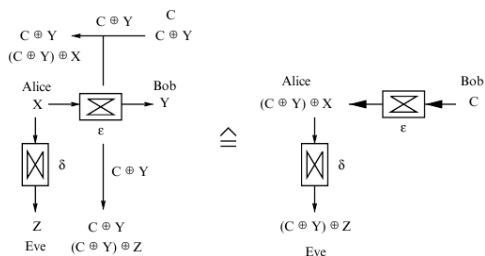 C ⊕ Y
C
C ⊕ Y
C ⊕ Y
(C ⊕ Y) ⊕ X
Alice
X
Bob
Y
ε
δ
C ⊕ Y
Z
Eve
C ⊕ Y
(C ⊕ Y) ⊕ Z
≙
Alice
(C ⊕ Y) ⊕ X
Bob
C
ε
δ
(C ⊕ Y) ⊕ Z
Eve